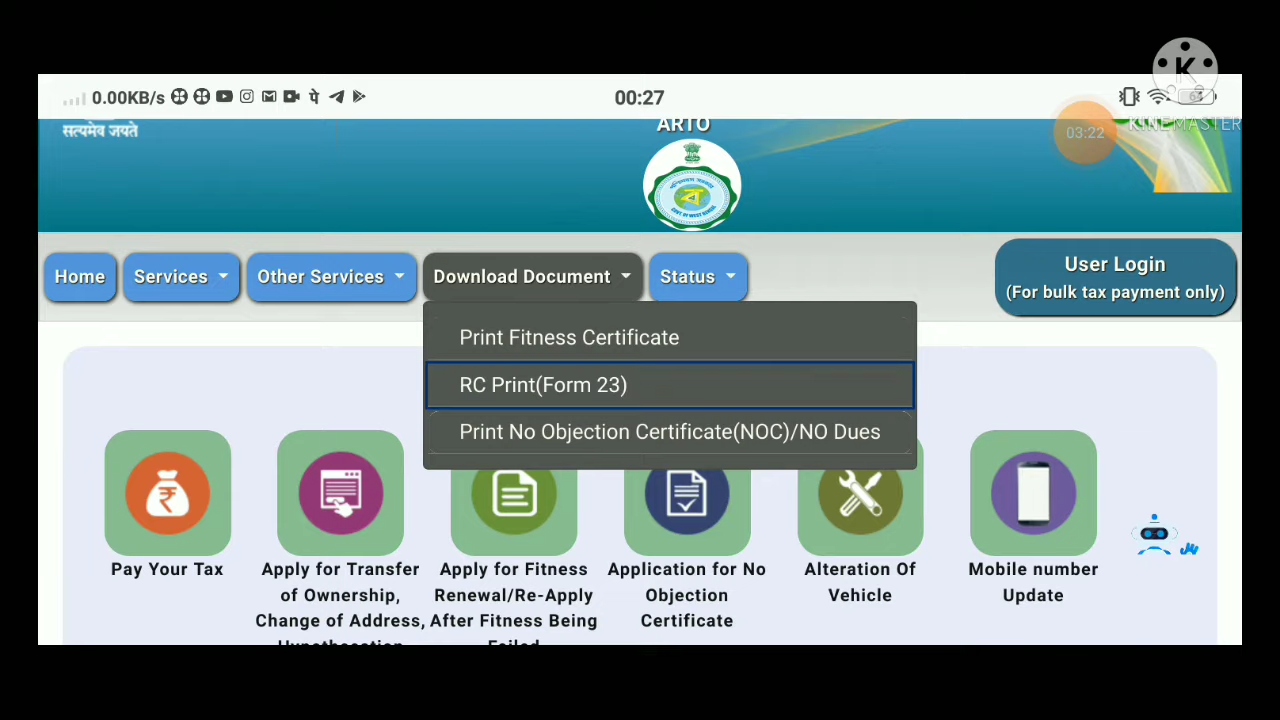 0.00KB/s
पे
00:27
64
K
KINEMASTER
03:22
सत्यमेव जयते
ARTO
Home
Services
Other Services
Download Document
Status
User Login
(For bulk tax payment only)
Print Fitness Certificate
RC Print(Form 23)
Print No Objection Certificate(NOC)/NO Dues
Pay Your Tax
Apply for Transfer
of Ownership,
Change of Address,
Hypothecation
Apply for Fitness
Renewal/Re-Apply
After Fitness Being
Failed
Application for No
Objection
Certificate
Alteration Of
Vehicle
Mobile number
Update